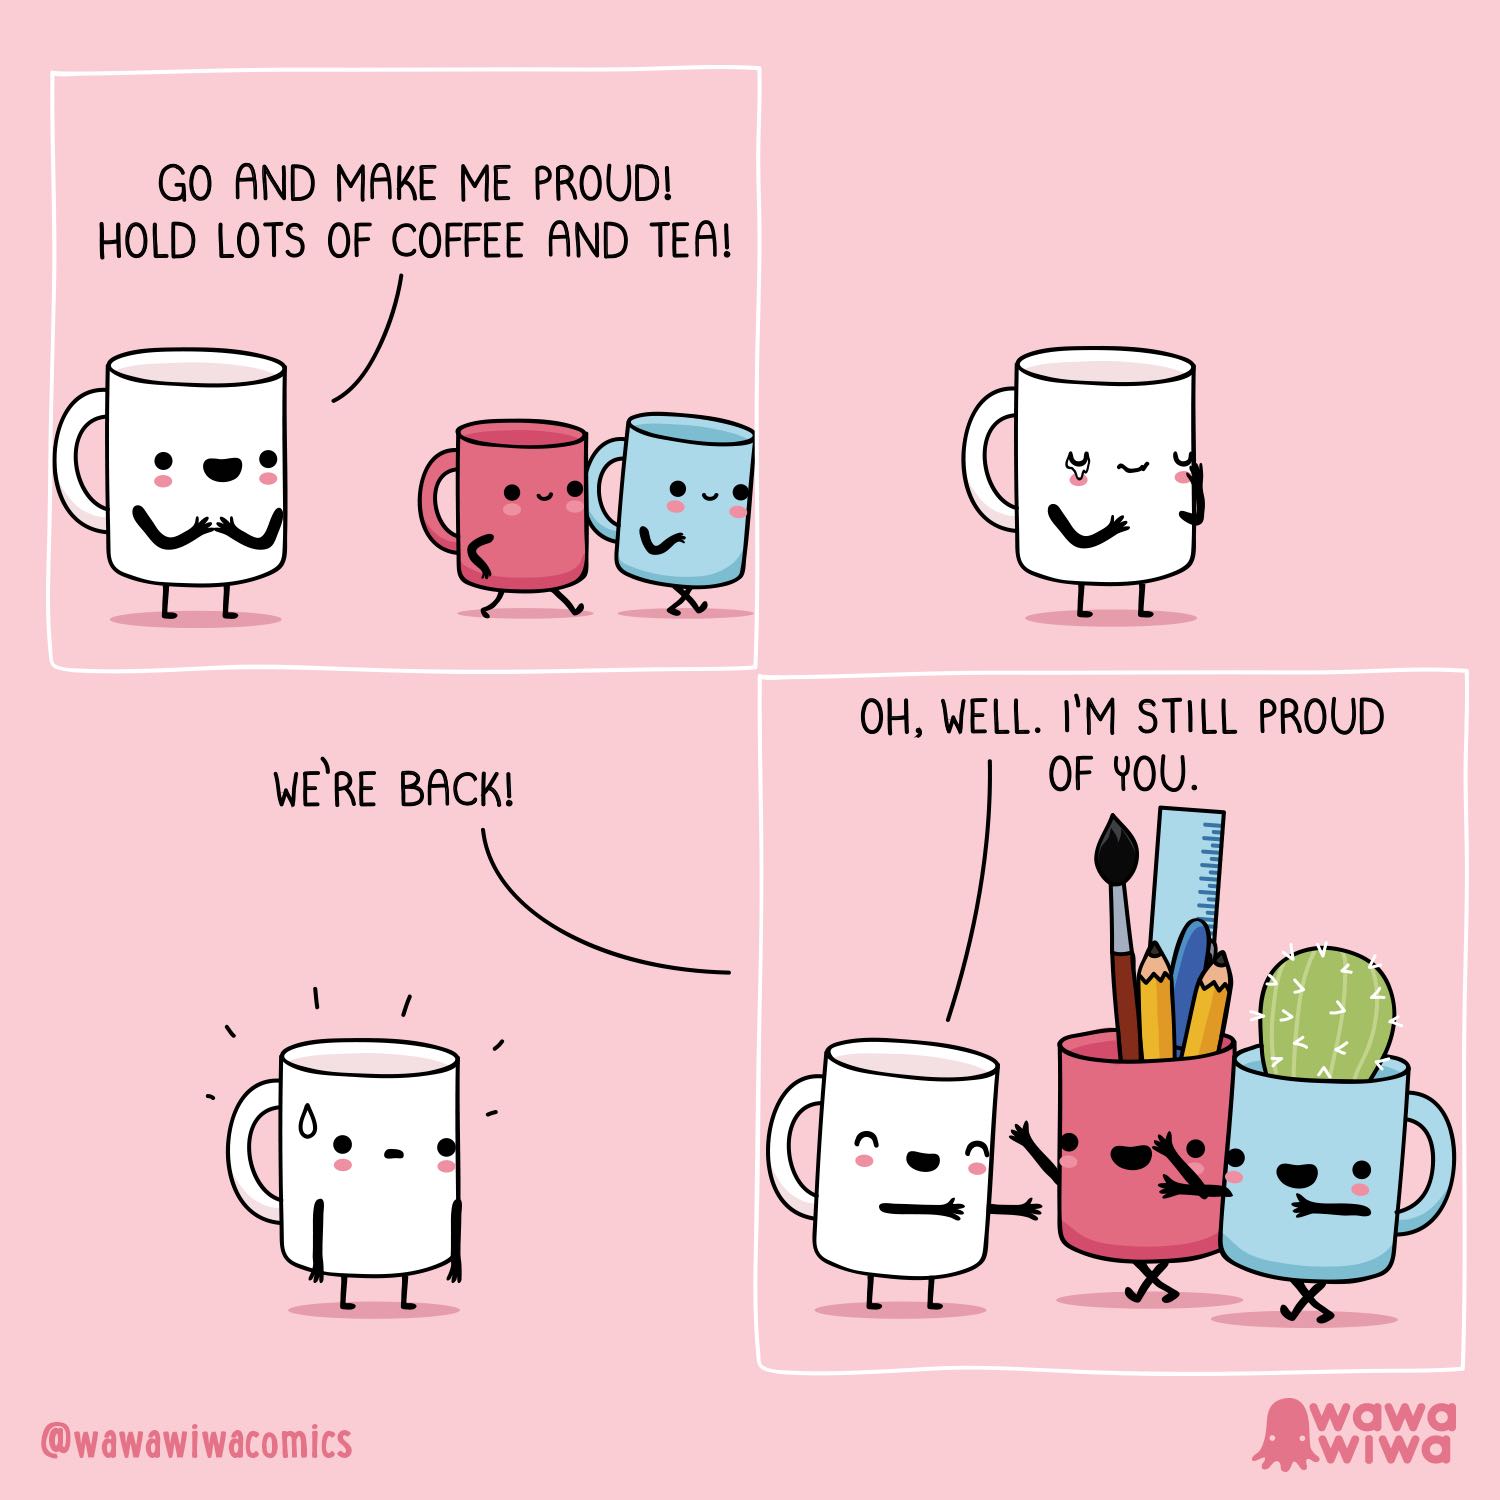 GO AND MAKE ME PROUD!
HOLD LOTS OF COFFEE AND TEA!
WE'RE BACK!
OH, WELL. I'M STILL PROUD
OF YOU.
@wawawiwacomics
wawa
wiwa